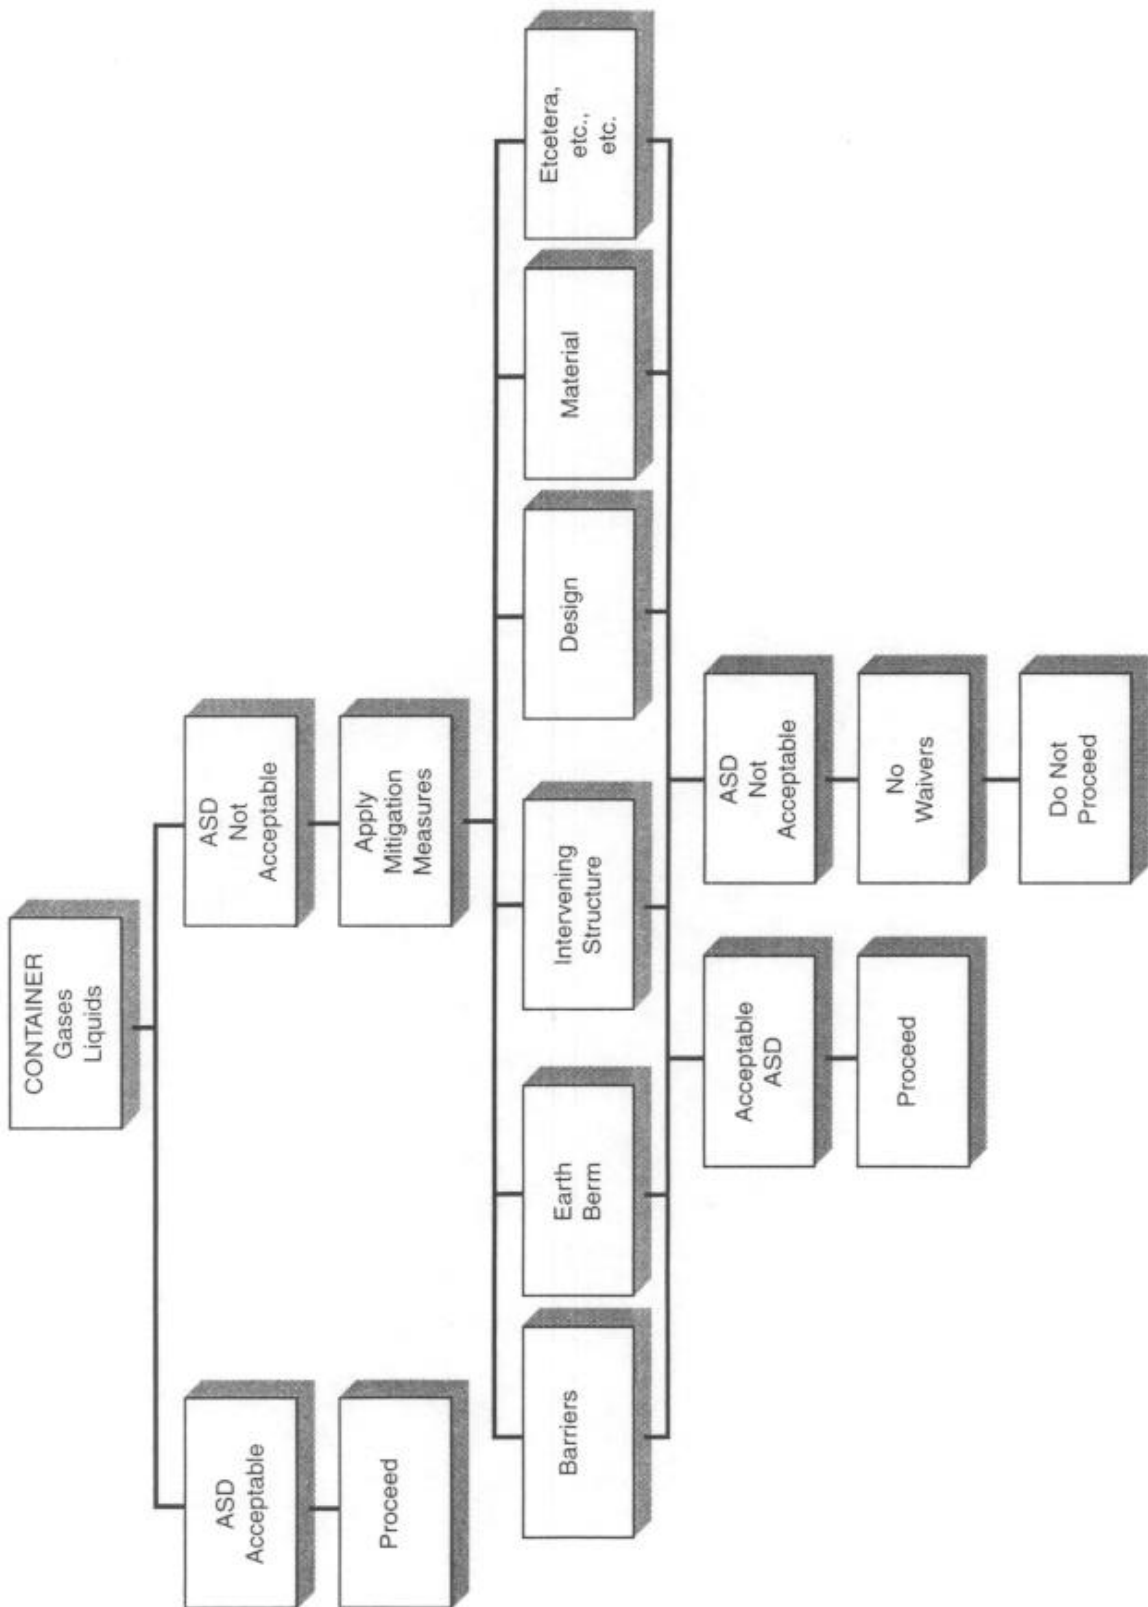 CONTAINER
Gases
Liquids
ASD
Acceptable
ASD
Not
Acceptable
Proceed
Apply
Mitigation
Measures
Barriers
Earth
Berm
Intervening
Structure
Design
Material
Etcetera,
etc.,
etc.
Acceptable
ASD
ASD
Not
Acceptable
Proceed
No
Waivers
Do Not
Proceed